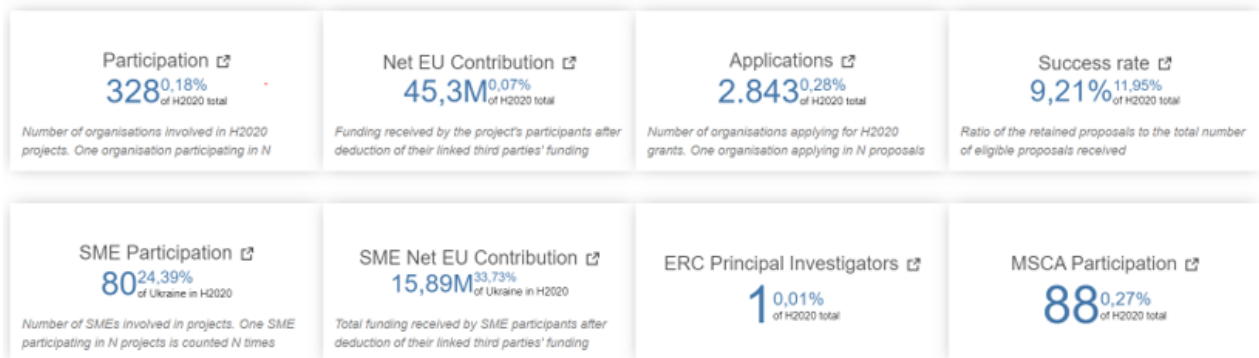 Participation
328 0,18%
of H2020 total
Number of organisations involved in H2020
projects. One organisation participating in N
Net EU Contribution
45,3M 0,07%
of H2020 total
Funding received by the project's participants after
deduction of their linked third parties' funding
Applications
2.843 0,28%
of H2020 total
Number of organisations applying for H2020
grants. One organisation applying in N proposals
Success rate
9,21% 11,95%
of H2020 total
Ratio of the retained proposals to the total number
of eligible proposals received
SME Participation
80 24,39%
of Ukraine in H2020
Number of SMEs involved in projects. One SME
participating in N projects is counted N times
SME Net EU Contribution
15,89M 33,73%
of Ukraine in H2020
Total funding received by SME participants after
deduction of their linked third parties' funding
ERC Principal Investigators
1 0,01%
of H2020 total
MSCA Participation
88 0,27%
of H2020 total